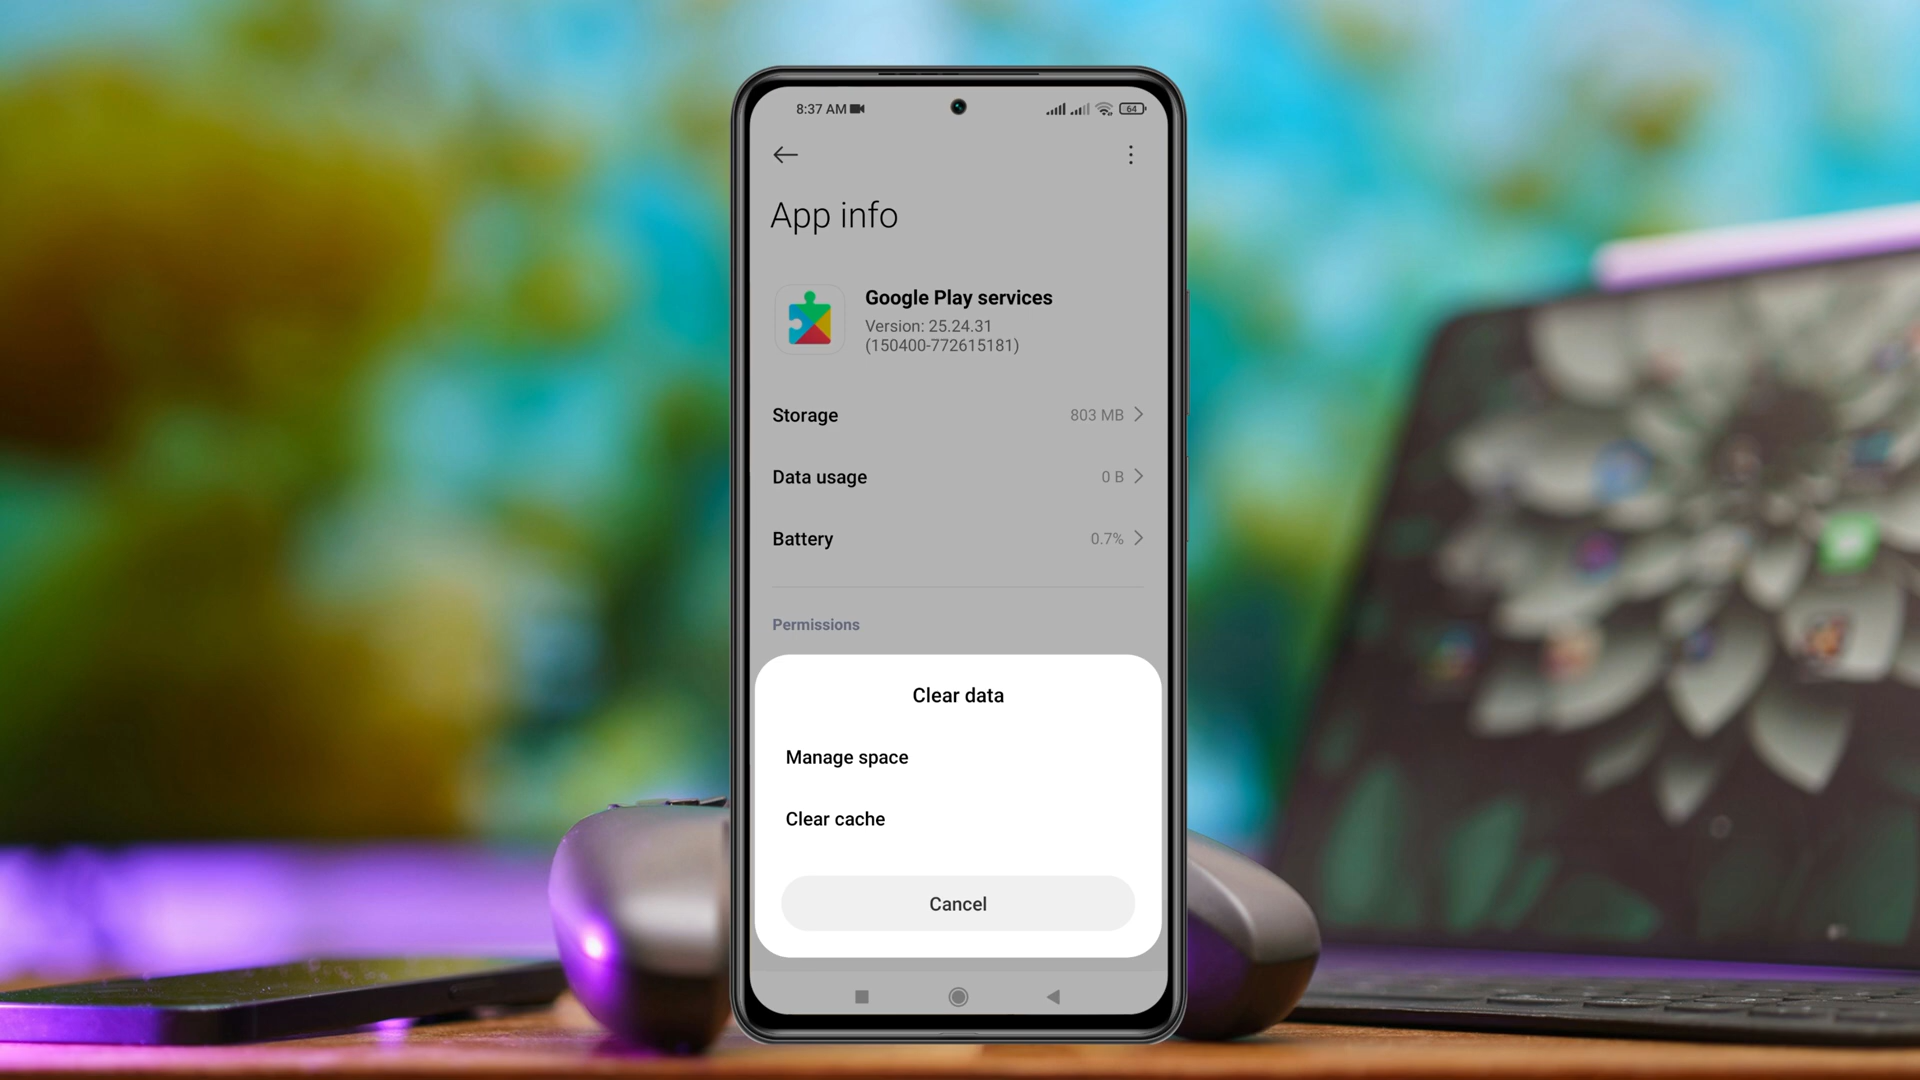 8:37 AM
64
App info
Google Play services
Version: 25.24.31
(150400-772615181)
Storage 803 MB
Data usage 0 B
Battery 0.7%
Permissions
Clear data
Manage space
Clear cache
Cancel